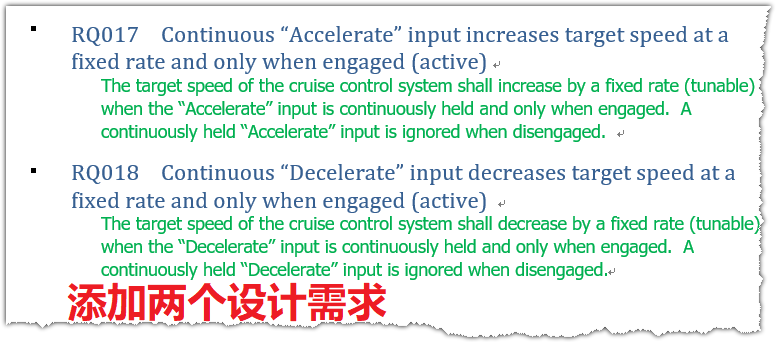 ▪ RQ017 Continuous “Accelerate” input increases target speed at a
fixed rate and only when engaged (active)
The target speed of the cruise control system shall increase by a fixed rate (tunable)
when the “Accelerate” input is continuously held and only when engaged. A
continuously held “Accelerate” input is ignored when disengaged.
▪ RQ018 Continuous “Decelerate” input decreases target speed at a
fixed rate and only when engaged (active)
The target speed of the cruise control system shall decrease by a fixed rate (tunable)
when the “Decelerate” input is continuously held and only when engaged. A
continuously held “Decelerate” input is ignored when disengaged.
添加两个设计需求